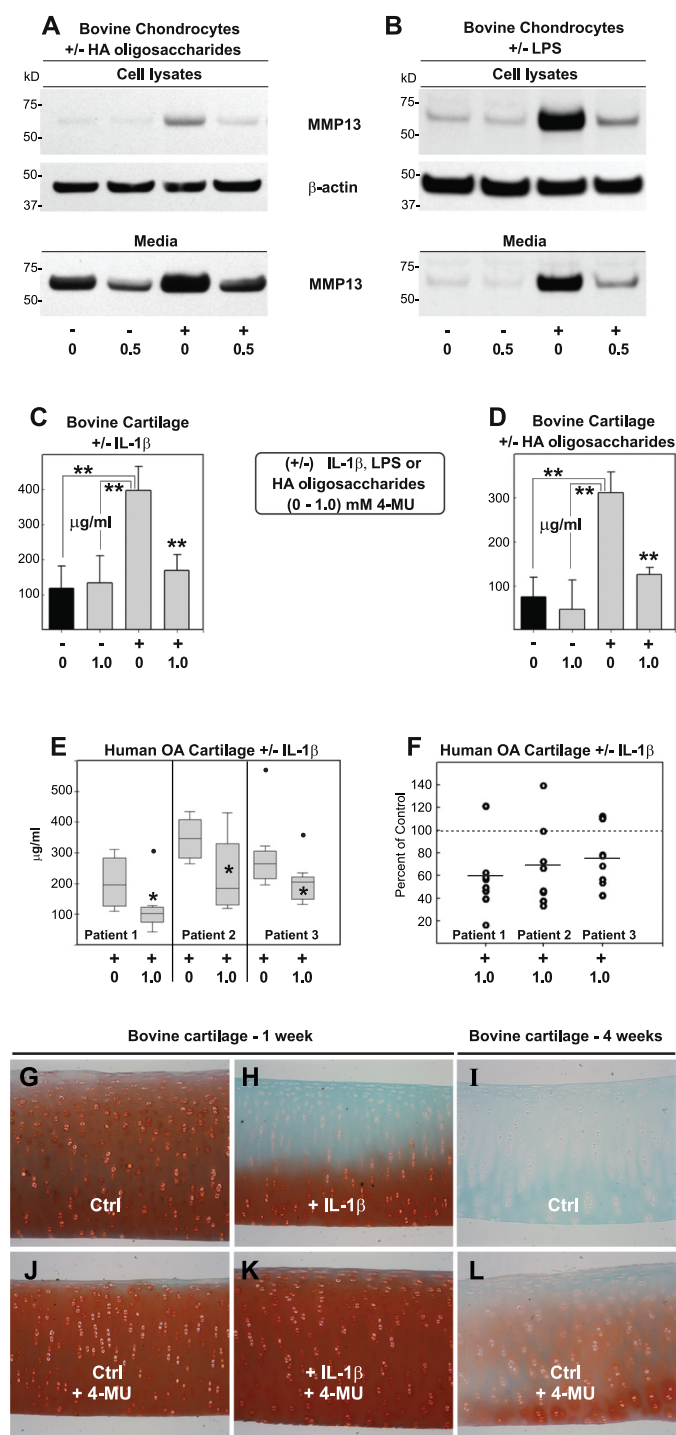 A
Bovine Chondrocytes
+/- HA oligosaccharides
Cell lysates
kD
75-
50-
MMP13
50-
37-
β-actin
Media
75-
50-
MMP13
- - + +
0 0.5 0 0.5
B
Bovine Chondrocytes
+/- LPS
Cell lysates
kD
75-
50-
50-
37-
Media
75-
50-
- - + +
0 0.5 0 0.5
C
Bovine Cartilage
+/- IL-1β
**
**
400
μg/ml
300
**
200
100
- - + +
0 1.0 0 1.0
(+/-) IL-1β, LPS or
HA oligosaccharides
(0 - 1.0) mM 4-MU
D
Bovine Cartilage
+/- HA oligosaccharides
**
**
300
μg/ml
200
**
100
- - + +
0 1.0 0 1.0
E
Human OA Cartilage +/- IL-1β
μg/ml
500
400
300
200
100
* * *
Patient 1 Patient 2 Patient 3
+ + + + + +
0 1.0 0 1.0 0 1.0
F
Human OA Cartilage +/- IL-1β
Percent of Control
140
120
100
80
60
40
20
Patient 1 Patient 2 Patient 3
+ + +
1.0 1.0 1.0
Bovine cartilage - 1 week
Bovine cartilage - 4 weeks
G
Ctrl
H
+ IL-1β
I
Ctrl
J
Ctrl
+ 4-MU
K
+ IL-1β
+ 4-MU
L
Ctrl
+ 4-MU